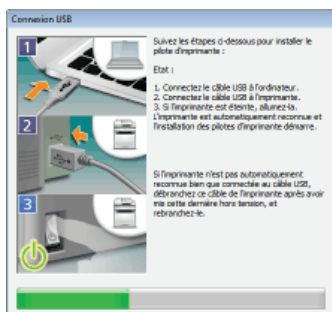 Connexion USB
1
Suivez les étapes ci-dessous pour installer le
pilote d'imprimante :
Etat :
1. Connectez le câble USB à l'ordinateur.
2. Connectez le câble USB à l'imprimante.
3. Si l'imprimante est éteinte, allumez-la.
L'imprimante est automatiquement reconnue et
l'installation des pilotes d'imprimante démarre.
2
Si l'imprimante n'est pas automatiquement
reconnue bien que connectée au câble USB,
débranchez ce câble de l'imprimante après avoir
mis cette dernière hors tension, et
rebranchez-le.
3